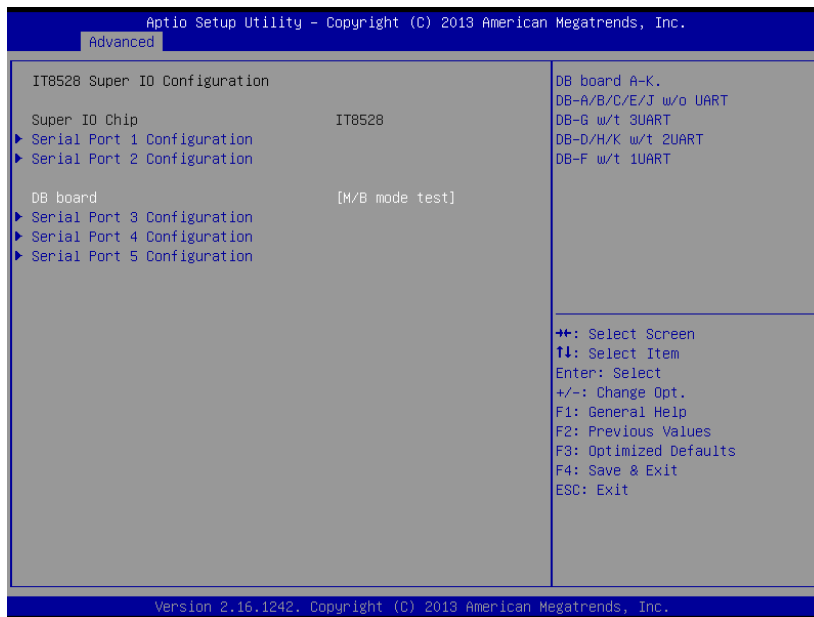 Aptio Setup Utility – Copyright (C) 2013 American Megatrends, Inc.
Advanced
IT8528 Super IO Configuration
Super IO Chip IT8528
▶ Serial Port 1 Configuration
▶ Serial Port 2 Configuration
DB board [M/B mode test]
▶ Serial Port 3 Configuration
▶ Serial Port 4 Configuration
▶ Serial Port 5 Configuration
DB board A-K.
DB-A/B/C/E/J w/o UART
DB-G w/t 3UART
DB-D/H/K w/t 2UART
DB-F w/t 1UART
→←: Select Screen
↑↓: Select Item
Enter: Select
+/-: Change Opt.
F1: General Help
F2: Previous Values
F3: Optimized Defaults
F4: Save & Exit
ESC: Exit
Version 2.16.1242. Copyright (C) 2013 American Megatrends, Inc.